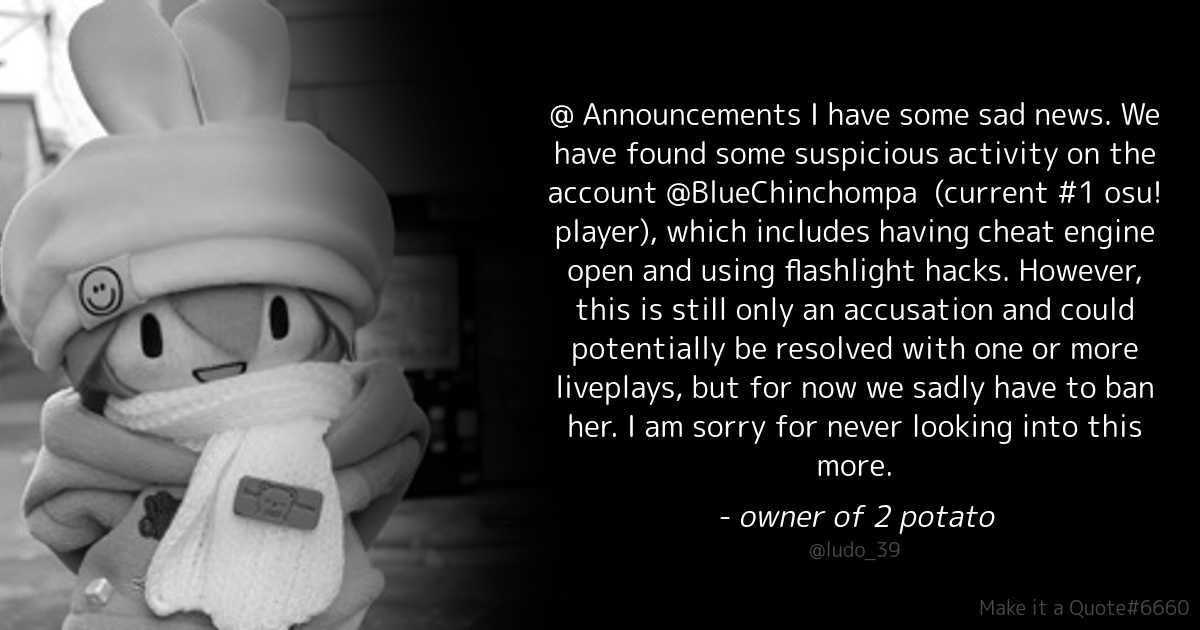 @ Announcements I have some sad news. We
have found some suspicious activity on the
account @BlueChinchompa (current #1 osu!
player), which includes having cheat engine
open and using flashlight hacks. However,
this is still only an accusation and could
potentially be resolved with one or more
liveplays, but for now we sadly have to ban
her. I am sorry for never looking into this
more.
- owner of 2 potato
@ludo_39
Make it a Quote#6660